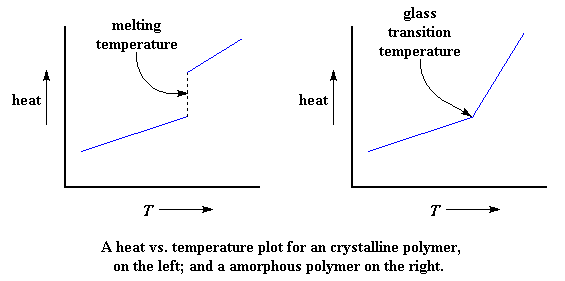 melting
temperature
heat
T
glass
transition
temperature
heat
T
A heat vs. temperature plot for an crystalline polymer,
on the left; and a amorphous polymer on the right.